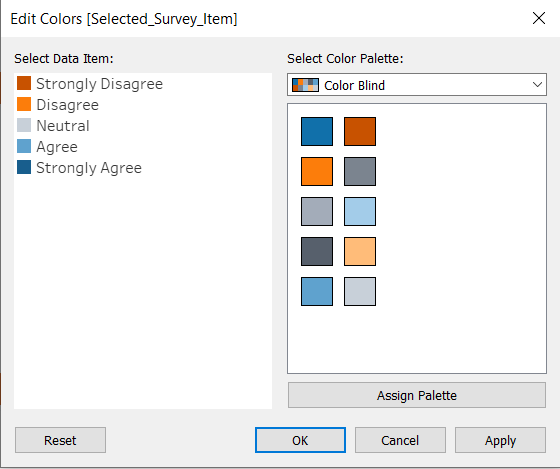 Edit Colors [Selected_Survey_Item]
Select Data Item:
Strongly Disagree
Disagree
Neutral
Agree
Strongly Agree
Select Color Palette:
Color Blind
Assign Palette
Reset
OK
Cancel
Apply